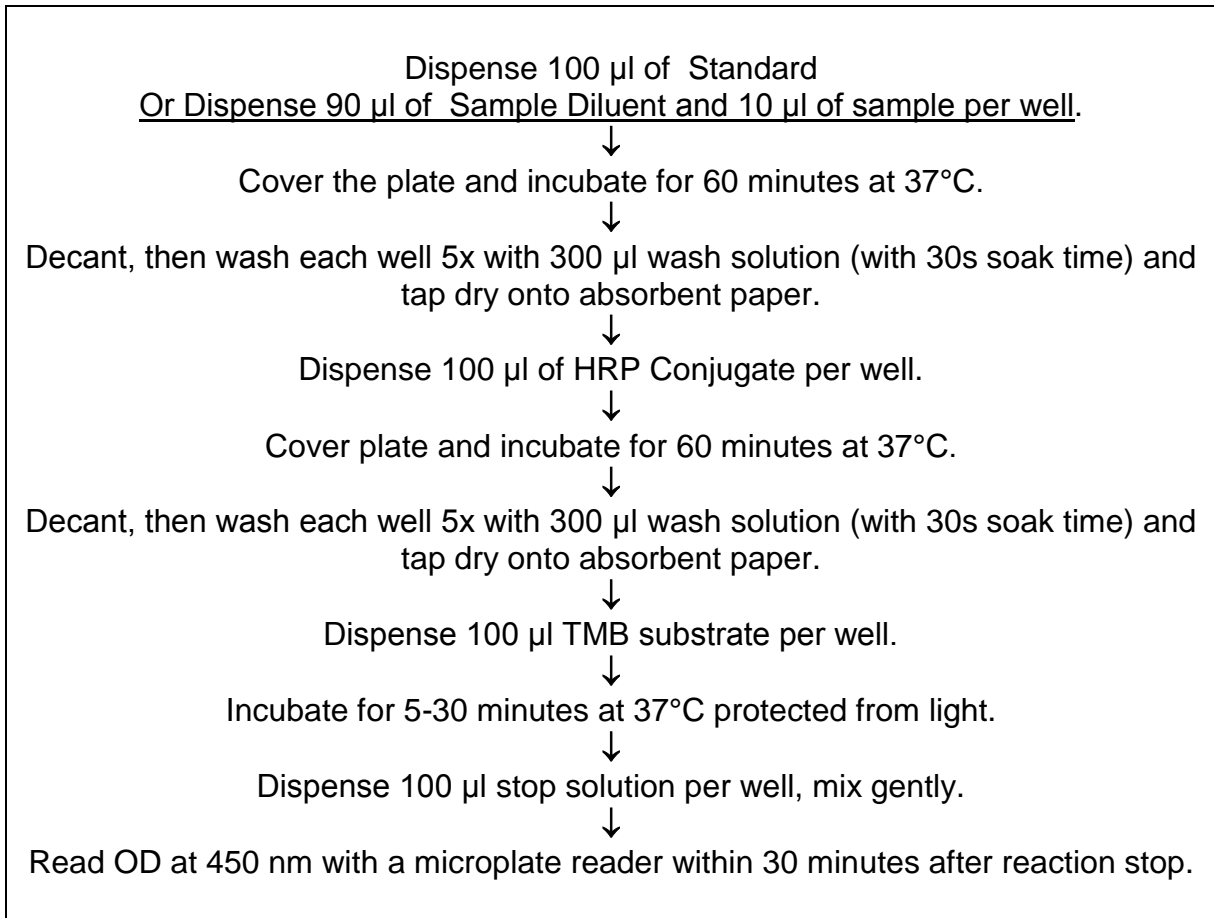 Dispense 100 µl of  Standard
Or Dispense 90 µl of  Sample Diluent and 10 µl of sample per well.
↓
Cover the plate and incubate for 60 minutes at 37°C.
↓
Decant, then wash each well 5x with 300 µl wash solution (with 30s soak time) and
tap dry onto absorbent paper.
↓
Dispense 100 µl of HRP Conjugate per well.
↓
Cover plate and incubate for 60 minutes at 37°C.
↓
Decant, then wash each well 5x with 300 µl wash solution (with 30s soak time) and
tap dry onto absorbent paper.
↓
Dispense 100 µl TMB substrate per well.
↓
Incubate for 5-30 minutes at 37°C protected from light.
↓
Dispense 100 µl stop solution per well, mix gently.
↓
Read OD at 450 nm with a microplate reader within 30 minutes after reaction stop.